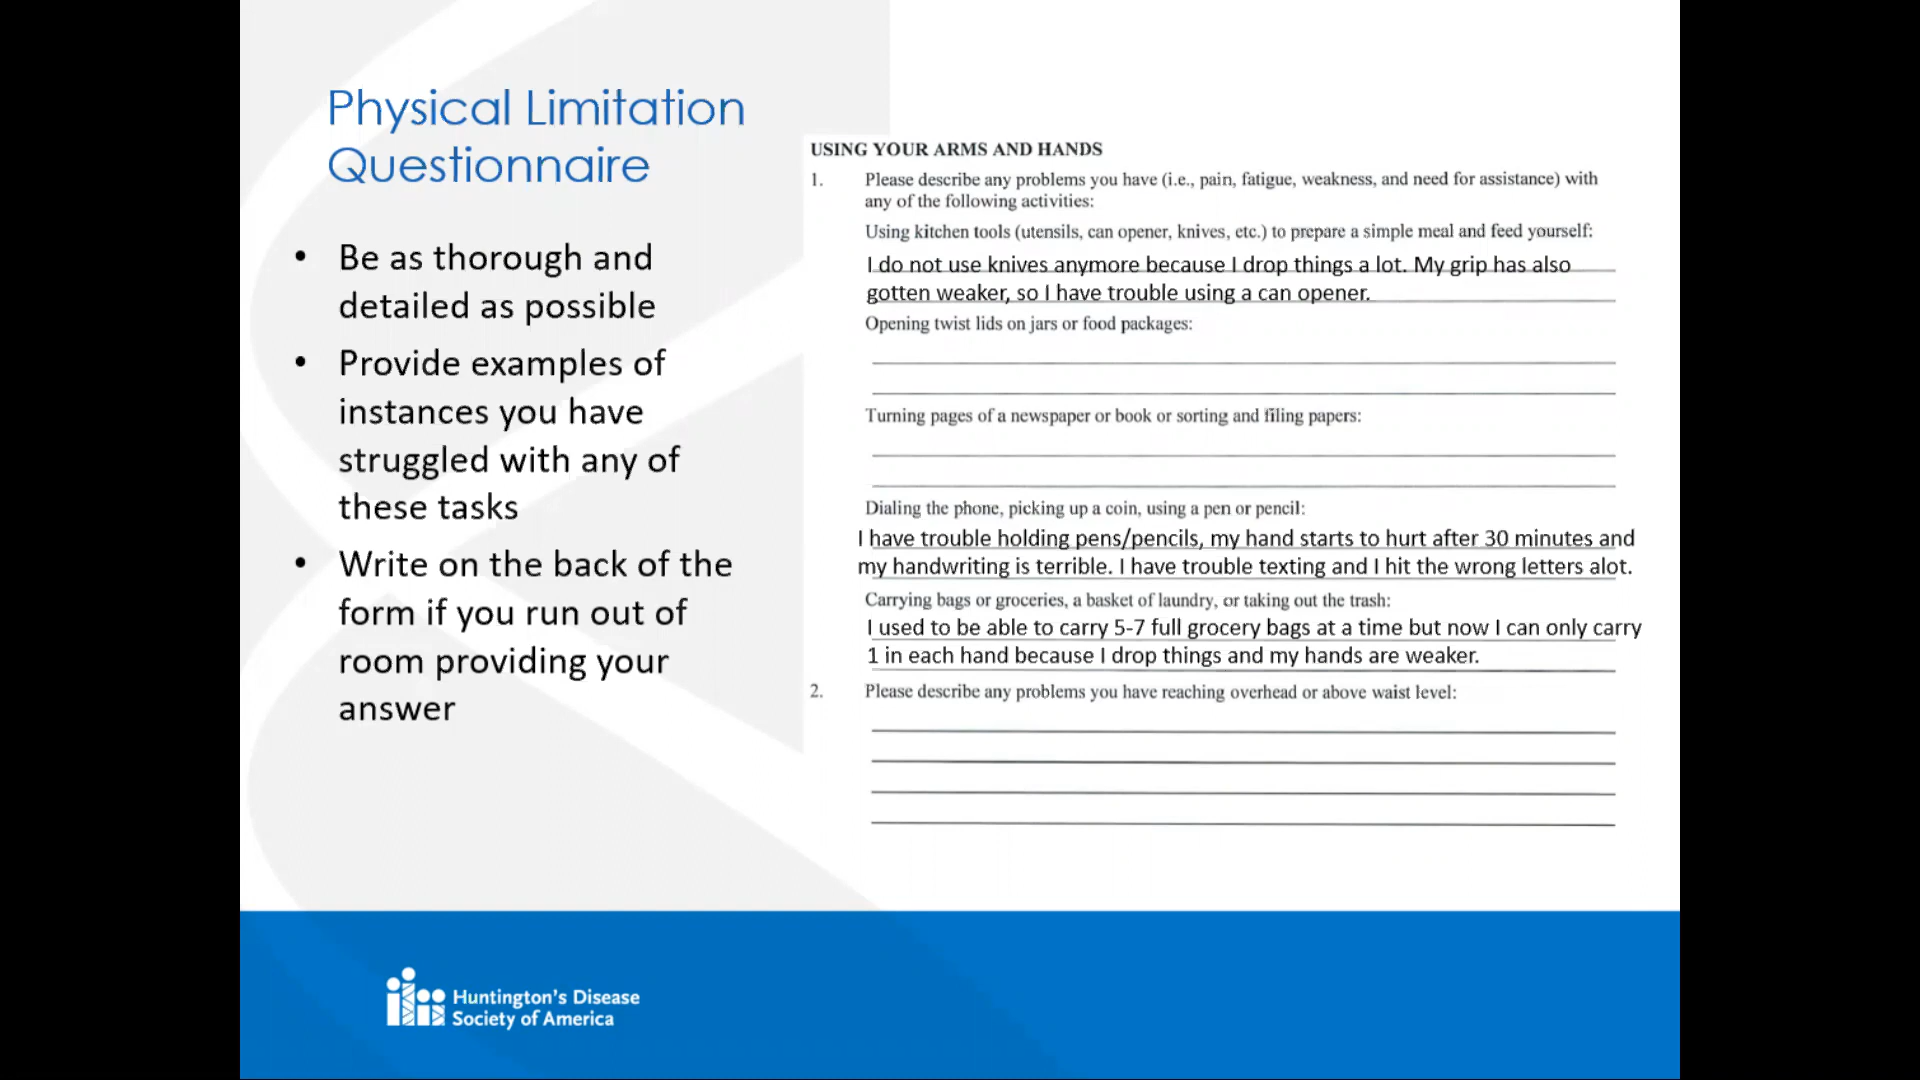 Physical Limitation
Questionnaire
• Be as thorough and
detailed as possible
• Provide examples of
instances you have
struggled with any of
these tasks
• Write on the back of the
form if you run out of
room providing your
answer
USING YOUR ARMS AND HANDS
1. Please describe any problems you have (i.e., pain, fatigue, weakness, and need for assistance) with
any of the following activities:
Using kitchen tools (utensils, can opener, knives, etc.) to prepare a simple meal and feed yourself:
I do not use knives anymore because I drop things a lot. My grip has also
gotten weaker, so I have trouble using a can opener.
Opening twist lids on jars or food packages:
Turning pages of a newspaper or book or sorting and filing papers:
Dialing the phone, picking up a coin, using a pen or pencil:
I have trouble holding pens/pencils, my hand starts to hurt after 30 minutes and
my handwriting is terrible. I have trouble texting and I hit the wrong letters alot.
Carrying bags or groceries, a basket of laundry, or taking out the trash:
I used to be able to carry 5-7 full grocery bags at a time but now I can only carry
1 in each hand because I drop things and my hands are weaker.
2. Please describe any problems you have reaching overhead or above waist level:
Huntington's Disease
Society of America